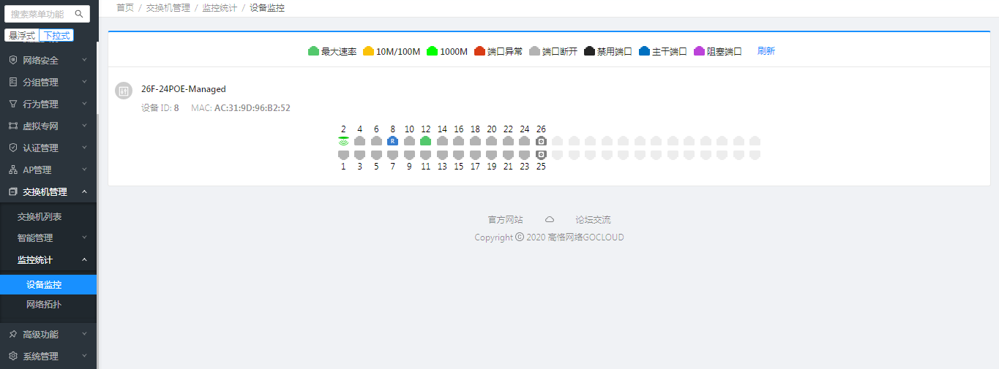 搜索菜单功能
悬浮式 下拉式
网络安全
分组管理
行为管理
虚拟专网
认证管理
AP管理
交换机管理
交换机列表
智能管理
监控统计
设备监控
网络拓扑
高级功能
系统管理
首页 / 交换机管理 / 监控统计 / 设备监控
最大速率 10M/100M 1000M 端口异常 端口断开 禁用端口 主干端口 阻塞端口 刷新
26F-24POE-Managed
设备 ID: 8 MAC: AC:31:9D:96:B2:52
2 4 6 8 10 12 14 16 18 20 22 24 26
R
1 3 5 7 9 11 13 15 17 19 21 23 25
官方网站 论坛交流
Copyright © 2020 高恪网络GOCLOUD